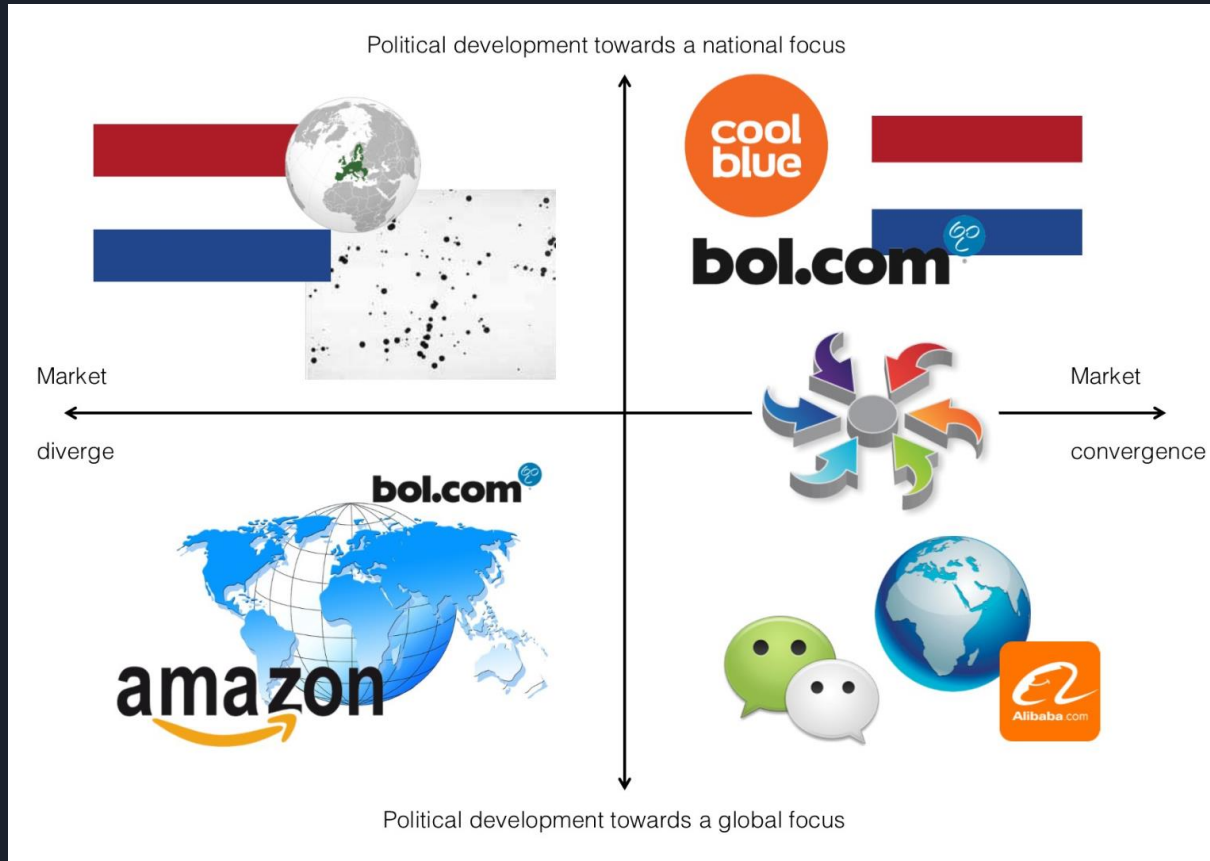 Political development towards a national focus
cool
blue
bol.com
Market
Market
diverge
convergence
bol.com
amazon
Alibaba.com
Political development towards a global focus